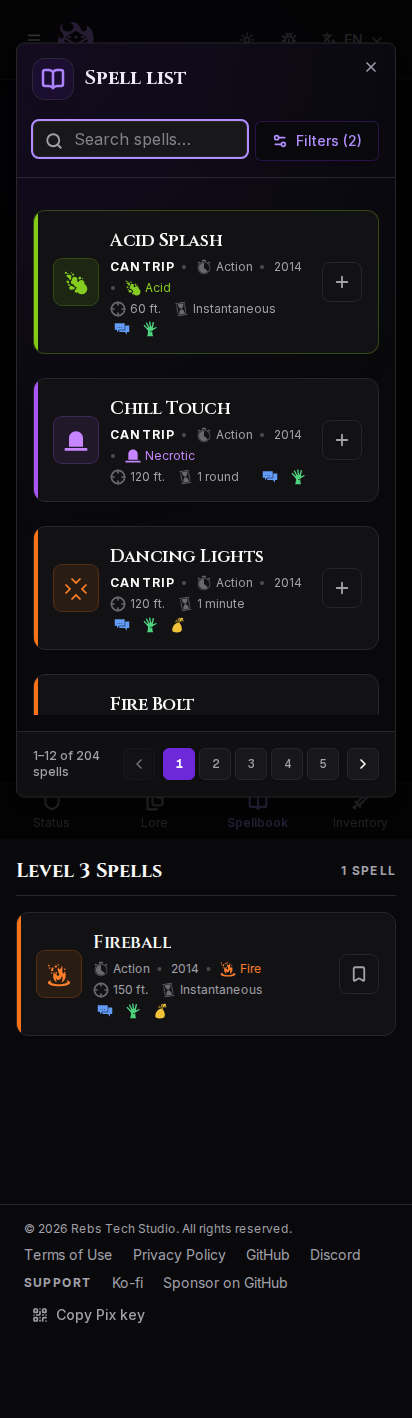 EN
Spell list
Search spells...
Filters (2)
Acid Splash
CANTRIP • Action • 2014
• Acid
60 ft. Instantaneous
Chill Touch
CANTRIP • Action • 2014
• Necrotic
120 ft. 1 round
Dancing Lights
CANTRIP • Action • 2014
120 ft. 1 minute
Fire Bolt
1–12 of 204
spells
1 2 3 4 5
Status Lore Spellbook Inventory
Level 3 Spells 1 SPELL
Fireball
Action • 2014 • Fire
150 ft. Instantaneous
© 2026 Rebs Tech Studio. All rights reserved.
Terms of Use Privacy Policy GitHub Discord
SUPPORT Ko-fi Sponsor on GitHub
Copy Pix key